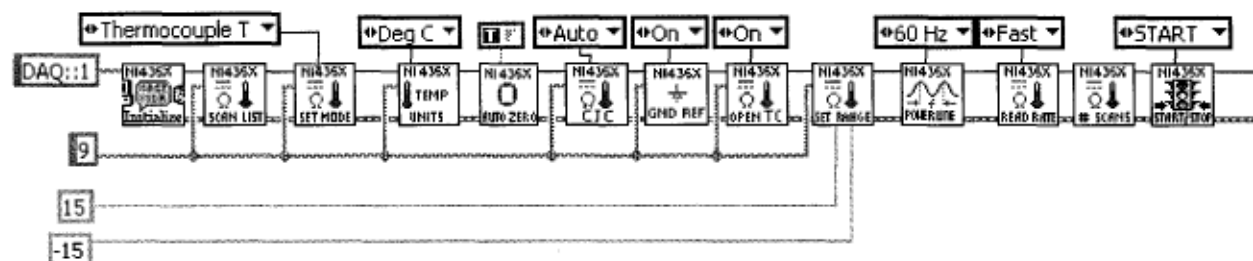 Thermocouple T
Deg C
T
Auto
On
On
60 Hz
Fast
START
DAQ::1
NI436X
Initialize
NI436X
SCAN LIST
NI436X
SET MODE
NI436X
TEMP
UNITS
NI436X
0
AUTO ZERO
NI436X
CJC
NI436X
GND REF
NI436X
OPEN TC
NI436X
SET RANGE
NI436X
POWERLINE
NI436X
READ RATE
NI436X
# SCANS
NI436X
START/STOP
9
15
-15